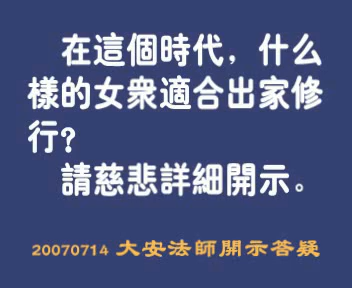 在這個時代，什么
樣的女衆適合出家修
行？
請慈悲詳細開示。
20070714 大安法師開示答疑